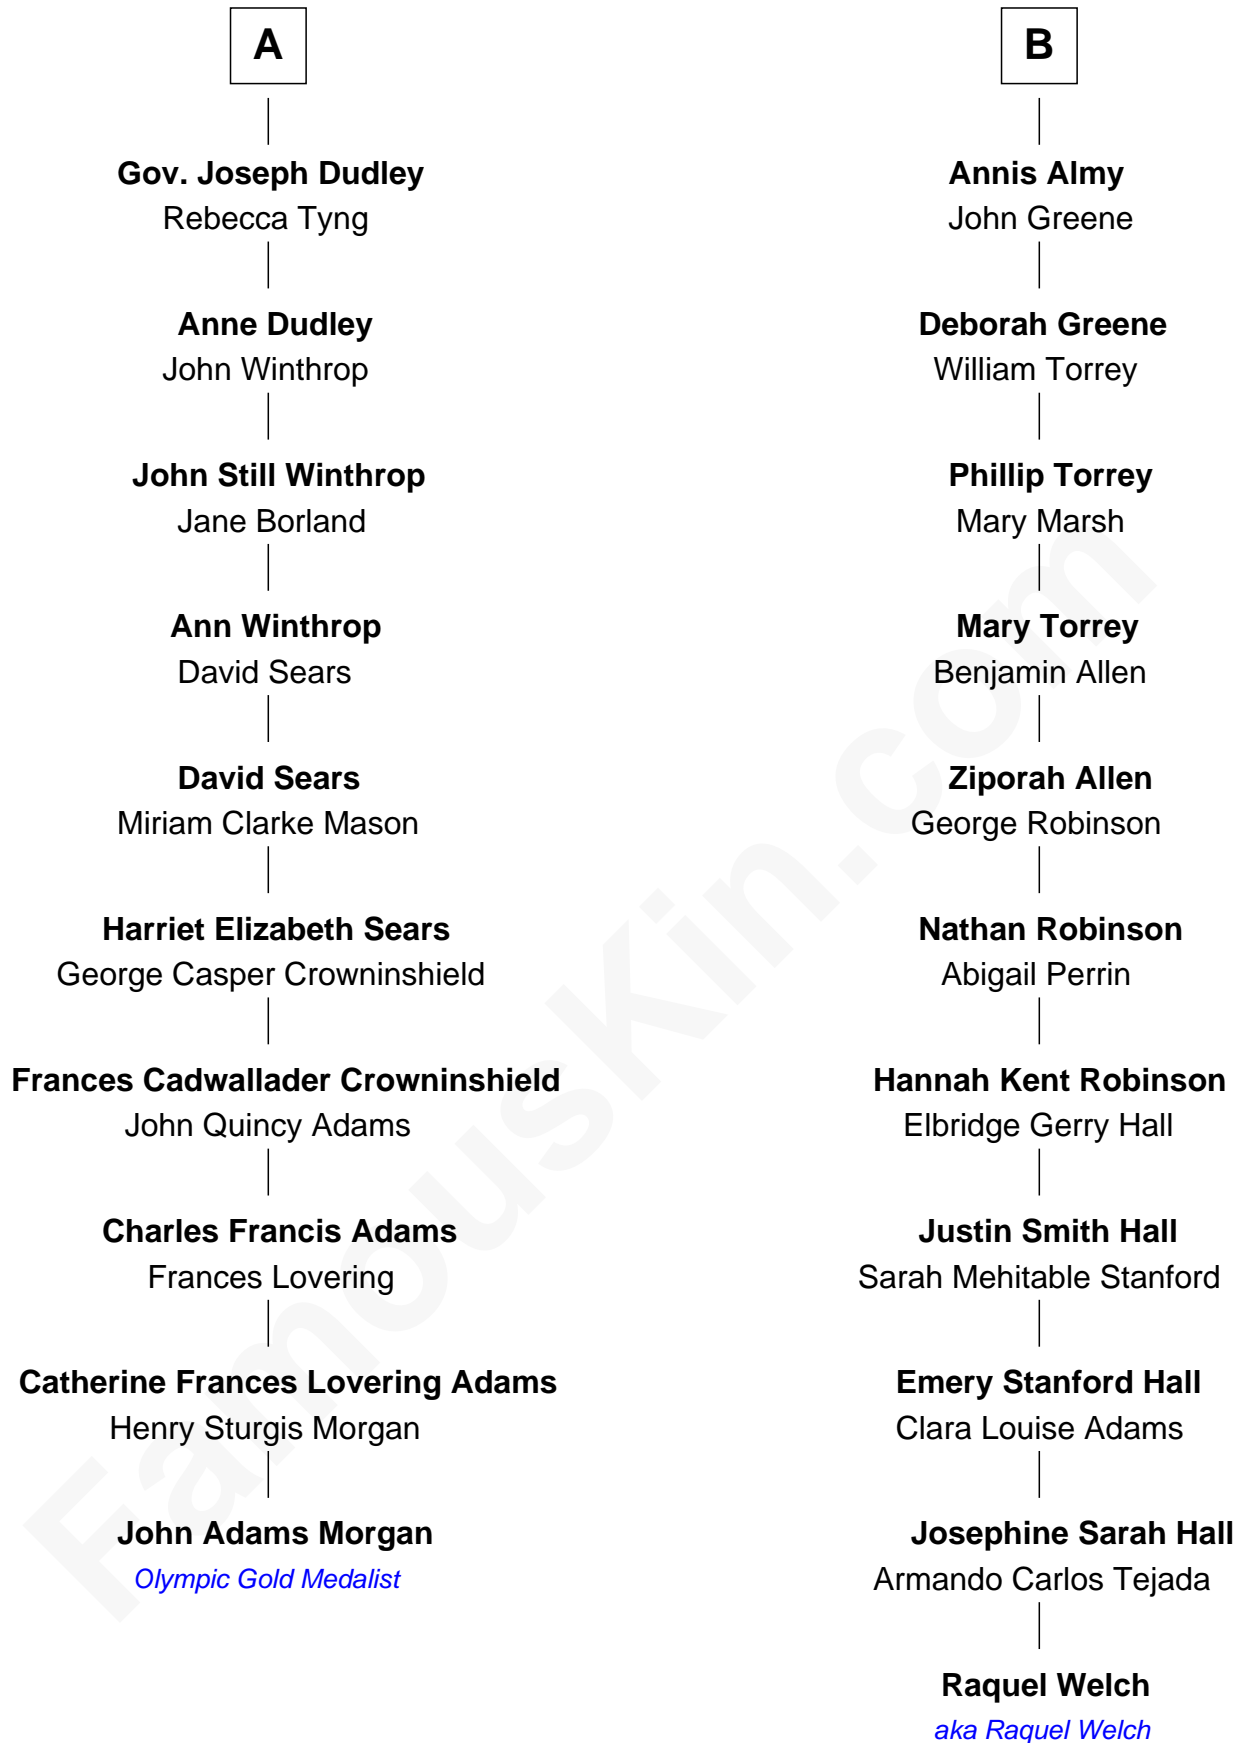 A
Gov. Joseph Dudley
Rebecca Tyng
Anne Dudley
John Winthrop
John Still Winthrop
Jane Borland
Ann Winthrop
David Sears
David Sears
Miriam Clarke Mason
Harriet Elizabeth Sears
George Casper Crowninshield
Frances Cadwallader Crowninshield
John Quincy Adams
Charles Francis Adams
Frances Lovering
Catherine Frances Lovering Adams
Henry Sturgis Morgan
John Adams Morgan
Olympic Gold Medalist
B
Annis Almy
John Greene
Deborah Greene
William Torrey
Phillip Torrey
Mary Marsh
Mary Torrey
Benjamin Allen
Ziporah Allen
George Robinson
Nathan Robinson
Abigail Perrin
Hannah Kent Robinson
Elbridge Gerry Hall
Justin Smith Hall
Sarah Mehitable Stanford
Emery Stanford Hall
Clara Louise Adams
Josephine Sarah Hall
Armando Carlos Tejada
Raquel Welch
aka Raquel Welch
FamousKin.com